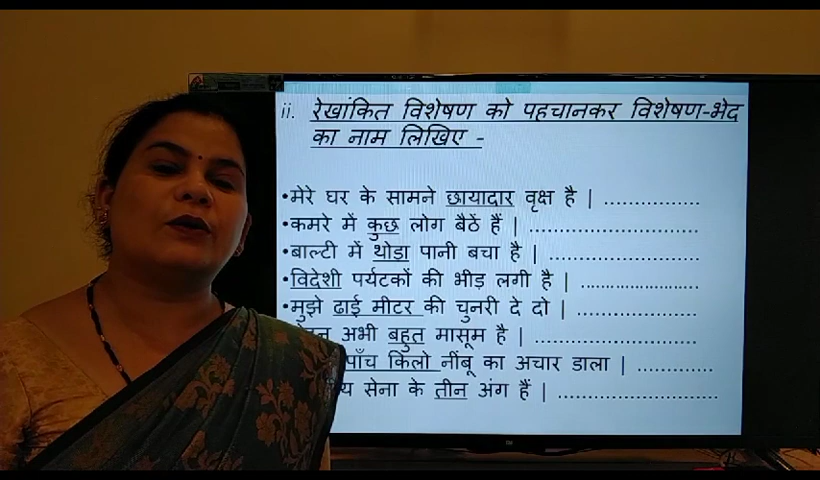 ii. रेखांकित विशेषण को पहचानकर विशेषण-भेद
का नाम लिखिए -
•मेरे घर के सामने छायादार वृक्ष है | .................
•कमरे में कुछ लोग बैठें हैं | ..............................
•बाल्टी में थोडा पानी बचा है | ...........................
•विदेशी पर्यटकों की भीड़ लगी है | .....................
•मुझे ढाई मीटर की चुनरी दे दो | .....................
अभी बहुत मासूम है | .............................
पाँच किलो नींबू का अचार डाला | .............
सेना के तीन अंग हैं | ............................